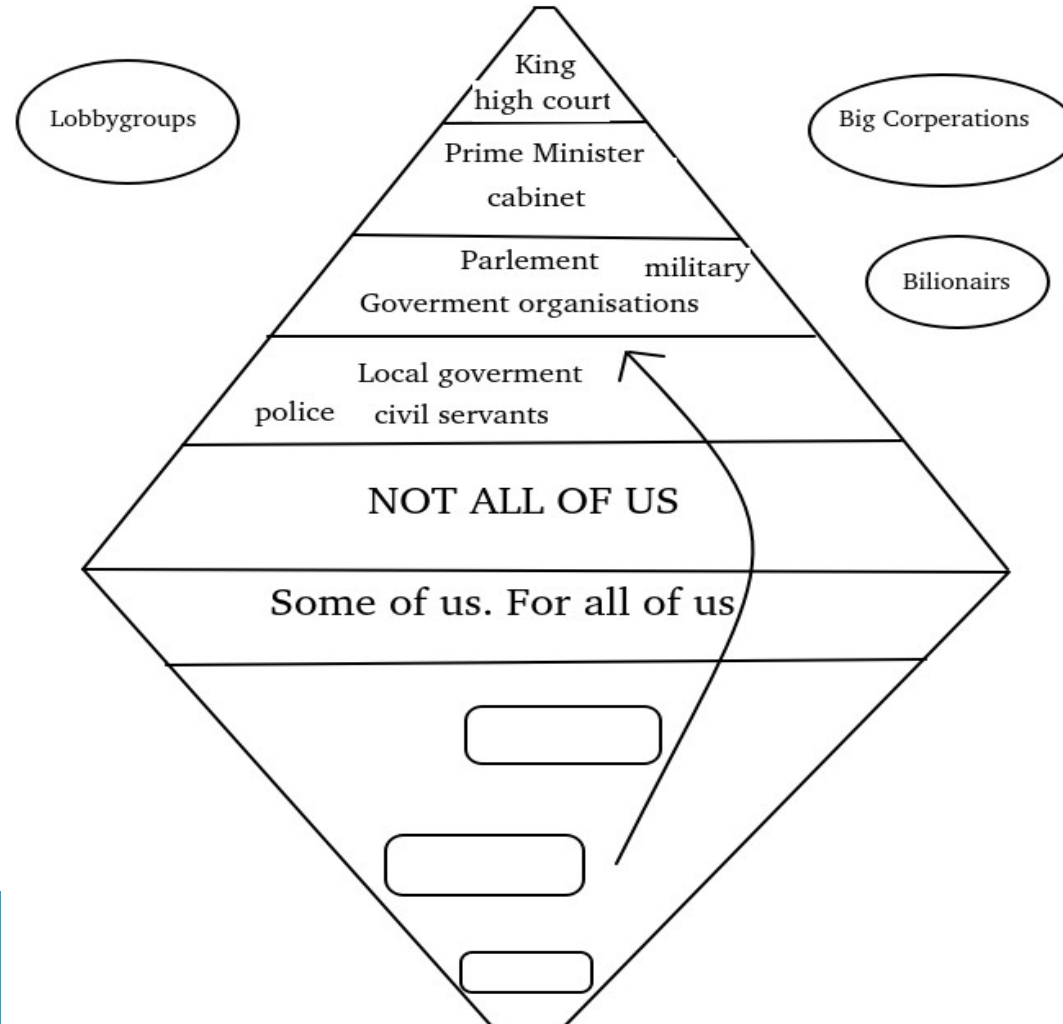 King
high court
Lobbygroups
Big Corperations
Prime Minister
cabinet
Parlement
military
Bilionairs
Goverment organisations
Local goverment
police
civil servants
NOT ALL OF US
Some of us. For all of us